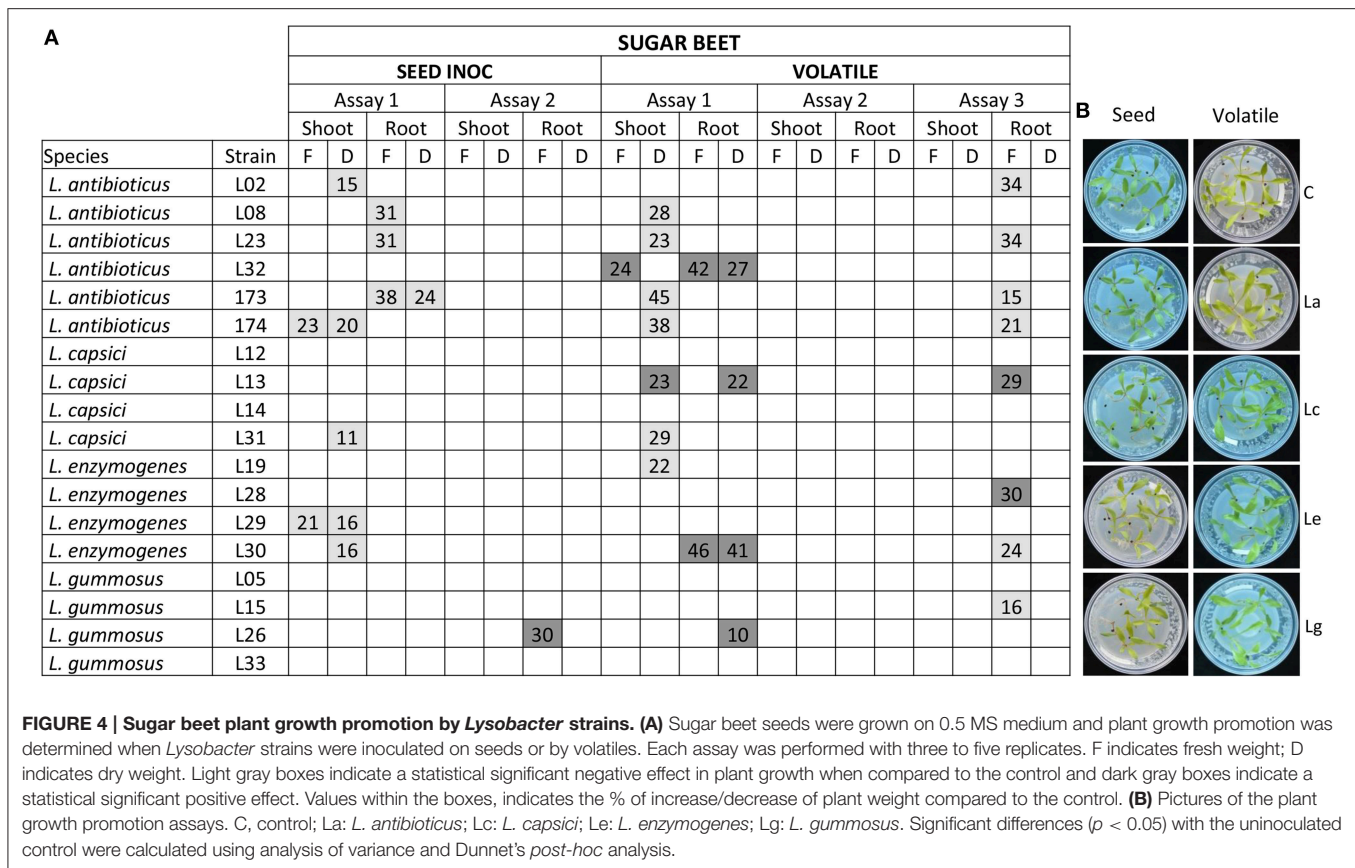 A
SUGAR BEET
SEED INOC VOLATILE
Assay 1 Assay 2 Assay 1 Assay 2 Assay 3
Shoot Root Shoot Root Shoot Root Shoot Root Shoot Root
Species Strain F D F D F D F D F D F D F D F D F D F D
L. antibioticus L02 15 34
L. antibioticus L08 31 28
L. antibioticus L23 31 23 34
L. antibioticus L32 24 42 27
L. antibioticus 173 38 24 45 15
L. antibioticus 174 23 20 38 21
L. capsici L12
L. capsici L13 23 22 29
L. capsici L14
L. capsici L31 11 29
L. enzymogenes L19 22
L. enzymogenes L28 30
L. enzymogenes L29 21 16
L. enzymogenes L30 16 46 41 24
L. gummosus L05
L. gummosus L15 16
L. gummosus L26 30 10
L. gummosus L33
B Seed Volatile
C
La
Lc
Le
Lg
FIGURE 4 | Sugar beet plant growth promotion by Lysobacter strains. (A) Sugar beet seeds were grown on 0.5 MS medium and plant growth promotion was
determined when Lysobacter strains were inoculated on seeds or by volatiles. Each assay was performed with three to five replicates. F indicates fresh weight; D
indicates dry weight. Light gray boxes indicate a statistical significant negative effect in plant growth when compared to the control and dark gray boxes indicate a
statistical significant positive effect. Values within the boxes, indicates the % of increase/decrease of plant weight compared to the control. (B) Pictures of the plant
growth promotion assays. C, control; La: L. antibioticus; Lc: L. capsici; Le: L. enzymogenes; Lg: L. gummosus. Significant differences (p < 0.05) with the uninoculated
control were calculated using analysis of variance and Dunnet's post-hoc analysis.